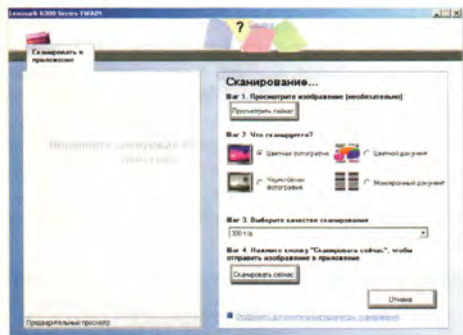 Lexmark 6300 Series TWAIN
?
Сканировать в
приложение
Сканирование...
Шаг 1. Просмотрите изображение (необязательно)
Просмотреть сейчас
Шаг 2. Что сканируется?
Цветная фотография
Цветной документ
Черно-белая
фотография
Монохромный документ
Шаг 3. Выберите качество сканирования
300 т/д
Шаг 4. Нажмите кнопку "Сканировать сейчас", чтобы
отправить изображение в приложение
Сканировать сейчас
Отмена
Предварительный просмотр